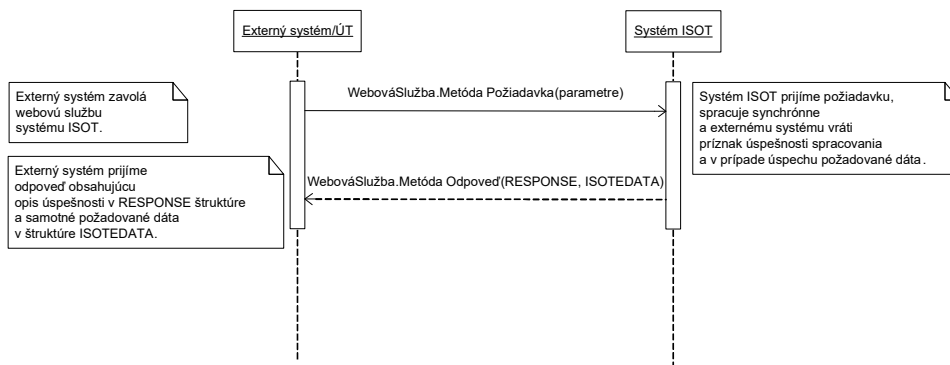 Externý systém/ÚT
Systém ISOT
Externý systém zavolá
webovú službu
systému ISOT.
WebováSlužba.Metóda Požiadavka(parametre)
Systém ISOT prijíme požiadavku,
spracuje synchrónne
a externému systému vráti
príznak úspešnosti spracovania
a v prípade úspechu požadované dáta.
Externý systém prijíme
odpoveď obsahujúcu
opis úspešnosti v RESPONSE štruktúre
a samotné požadované dáta
v štruktúre ISOTEDATA.
WebováSlužba.Metóda Odpoveď(RESPONSE, ISOTEDATA)